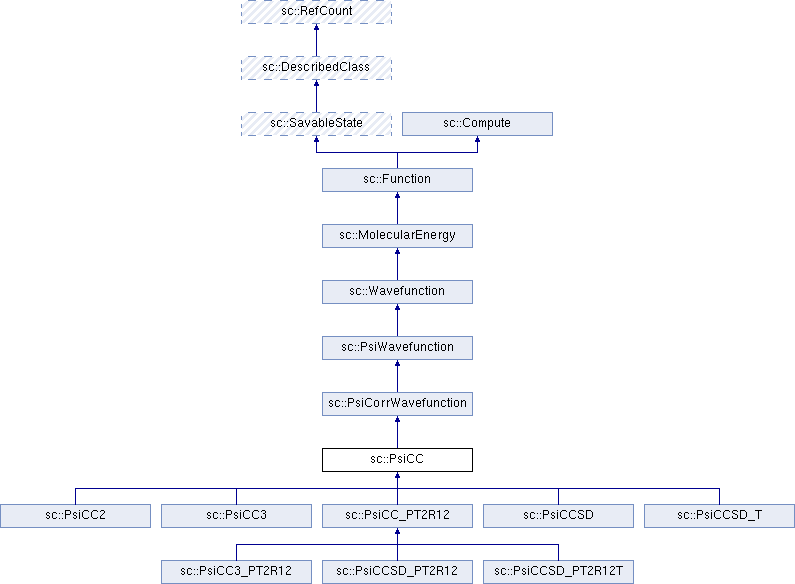 sc::RefCount
sc::DescribedClass
sc::SavableState
sc::Compute
sc::Function
sc::MolecularEnergy
sc::Wavefunction
sc::PsiWavefunction
sc::PsiCorrWavefunction
sc::PsiCC
sc::PsiCC2
sc::PsiCC3
sc::PsiCC_PT2R12
sc::PsiCCSD
sc::PsiCCSD_T
sc::PsiCC3_PT2R12
sc::PsiCCSD_PT2R12
sc::PsiCCSD_PT2R12T